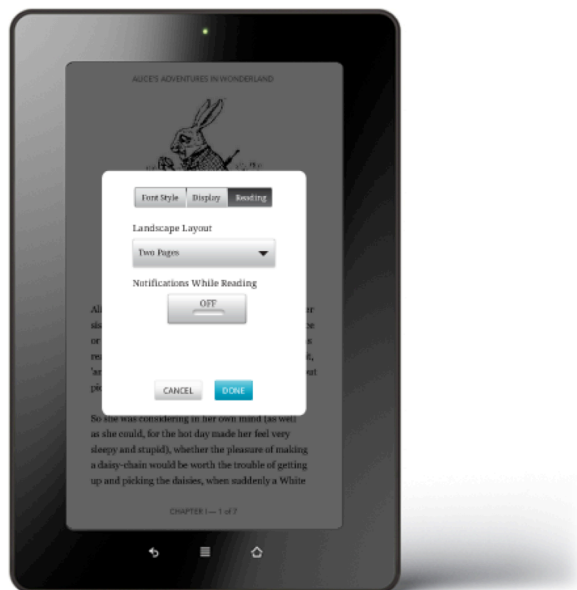 ALICE'S ADVENTURES IN WONDERLAND
Font Style Display Reading
Landscape Layout
Two Pages
Notifications While Reading
OFF
CANCEL DONE
So she was considering in her own mind (as well
as she could, for the hot day made her feel very
sleepy and stupid), whether the pleasure of making
a daisy-chain would be worth the trouble of getting
up and picking the daisies, when suddenly a White
CHAPTER I — 1 of 7